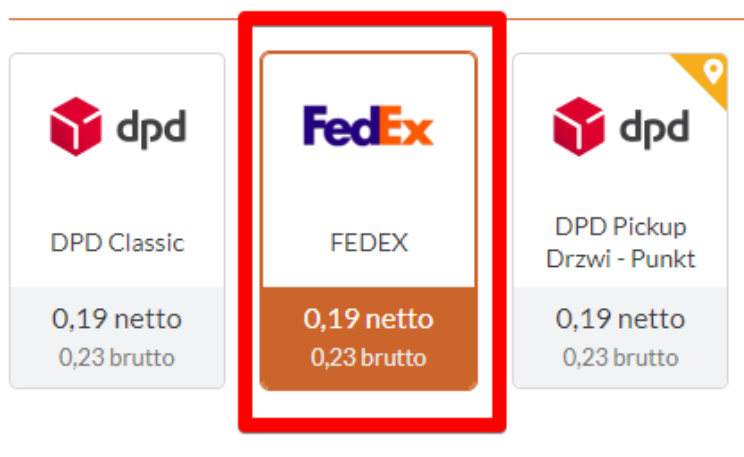 dpd
DPD Classic
0,19 netto
0,23 brutto
FedEx
FEDEX
0,19 netto
0,23 brutto
dpd
DPD Pickup
Drzwi - Punkt
0,19 netto
0,23 brutto